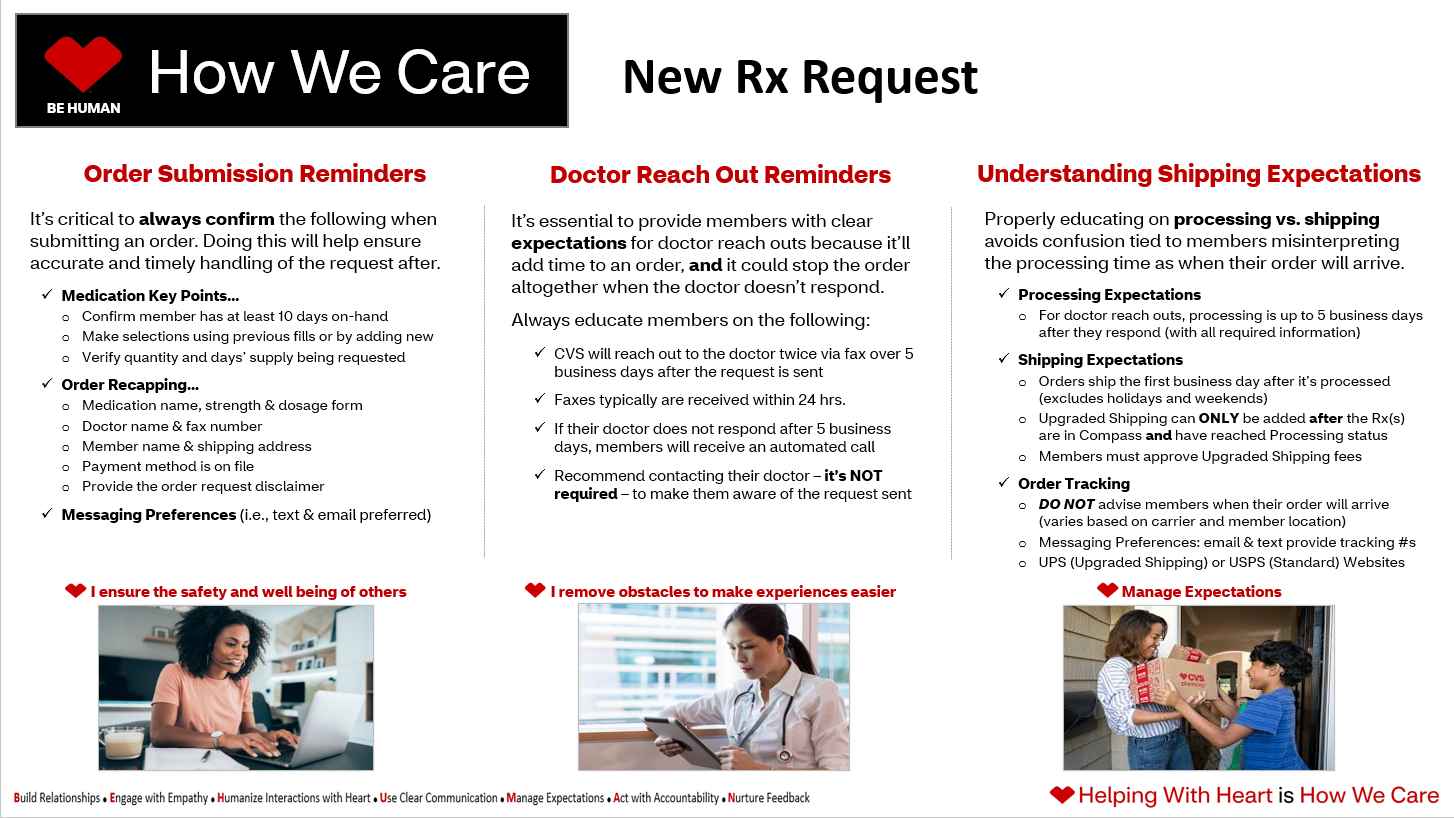 How We Care
BE HUMAN
New Rx Request
Order Submission Reminders
It's critical to always confirm the following when
submitting an order. Doing this will help ensure
accurate and timely handling of the request after.
✓ Medication Key Points...
o Confirm member has at least 10 days on-hand
o Make selections using previous fills or by adding new
o Verify quantity and days' supply being requested
✓ Order Recapping...
o Medication name, strength & dosage form
o Doctor name & fax number
o Member name & shipping address
o Payment method is on file
o Provide the order request disclaimer
✓ Messaging Preferences (i.e., text & email preferred)
I ensure the safety and well being of others
Doctor Reach Out Reminders
It's essential to provide members with clear
expectations for doctor reach outs because it'll
add time to an order, and it could stop the order
altogether when the doctor doesn't respond.
Always educate members on the following:
✓ CVS will reach out to the doctor twice via fax over 5
business days after the request is sent
✓ Faxes typically are received within 24 hrs.
✓ If their doctor does not respond after 5 business
days, members will receive an automated call
✓ Recommend contacting their doctor – it's NOT
required – to make them aware of the request sent
I remove obstacles to make experiences easier
Understanding Shipping Expectations
Properly educating on processing vs. shipping
avoids confusion tied to members misinterpreting
the processing time as when their order will arrive.
✓ Processing Expectations
o For doctor reach outs, processing is up to 5 business days
after they respond (with all required information)
✓ Shipping Expectations
o Orders ship the first business day after it's processed
(excludes holidays and weekends)
o Upgraded Shipping can ONLY be added after the Rx(s)
are in Compass and have reached Processing status
o Members must approve Upgraded Shipping fees
✓ Order Tracking
o DO NOT advise members when their order will arrive
(varies based on carrier and member location)
o Messaging Preferences: email & text provide tracking #s
o UPS (Upgraded Shipping) or USPS (Standard) Websites
Manage Expectations
CVS
pharmacy
Build Relationships • Engage with Empathy • Humanize Interactions with Heart • Use Clear Communication • Manage Expectations • Act with Accountability • Nurture Feedback
Helping With Heart is How We Care